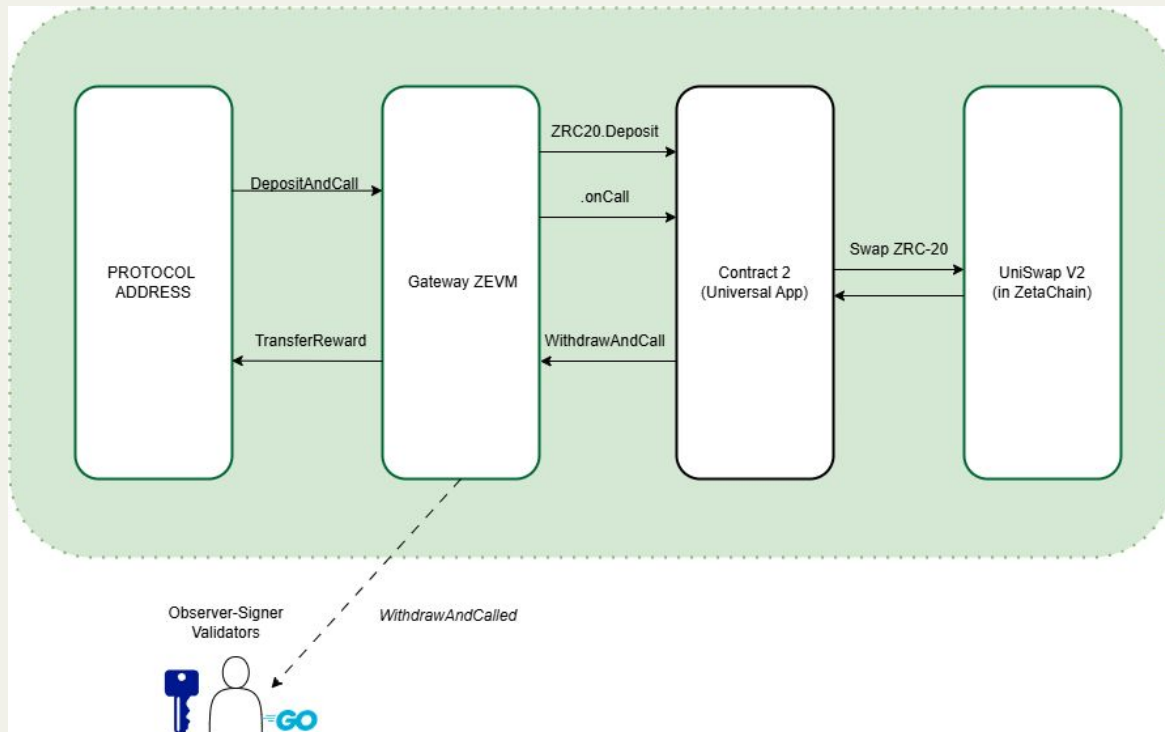 ZRC20.Deposit
DepositAndCall
.onCall
Swap ZRC-20
PROTOCOL
ADDRESS
Gateway ZEVM
Contract 2
(Universal App)
UniSwap V2
(in ZetaChain)
TransferReward
WithdrawAndCall
Observer-Signer
Validators
WithdrawAndCalled
GO